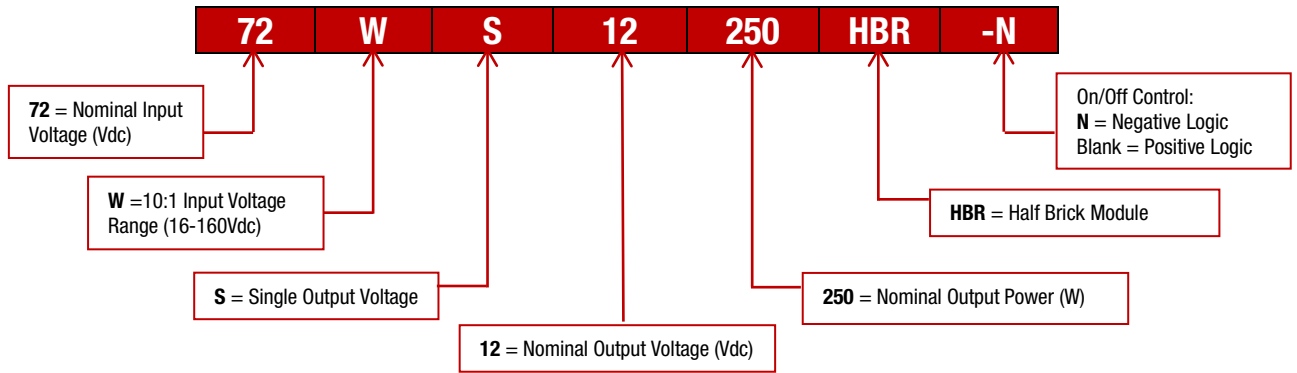 72 W S 12 250 HBR -N
72 = Nominal Input
Voltage (Vdc)
On/Off Control:
N = Negative Logic
Blank = Positive Logic
W =10:1 Input Voltage
Range (16-160Vdc)
HBR = Half Brick Module
S = Single Output Voltage
250 = Nominal Output Power (W)
12 = Nominal Output Voltage (Vdc)